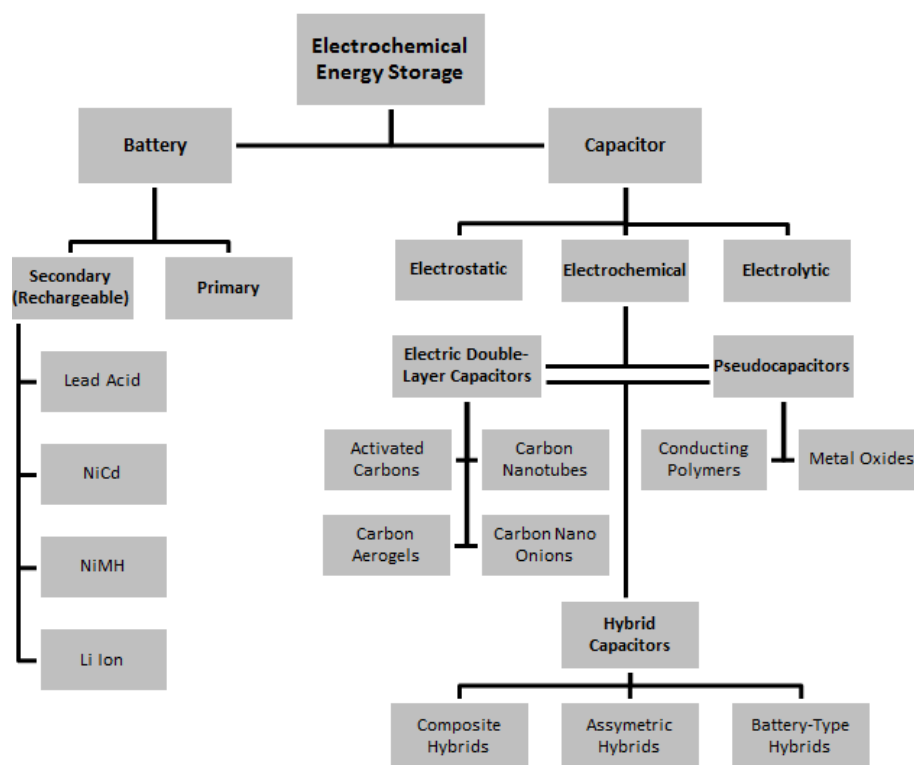 Electrochemical
Energy Storage
Battery
Capacitor
Secondary
(Rechargeable)
Primary
Electrostatic
Electrochemical
Electrolytic
Lead Acid
NiCd
NiMH
Li Ion
Electric Double-
Layer Capacitors
Pseudocapacitors
Activated
Carbons
Carbon
Nanotubes
Conducting
Polymers
Metal Oxides
Carbon
Aerogels
Carbon Nano
Onions
Hybrid
Capacitors
Composite
Hybrids
Assymetric
Hybrids
Battery-Type
Hybrids